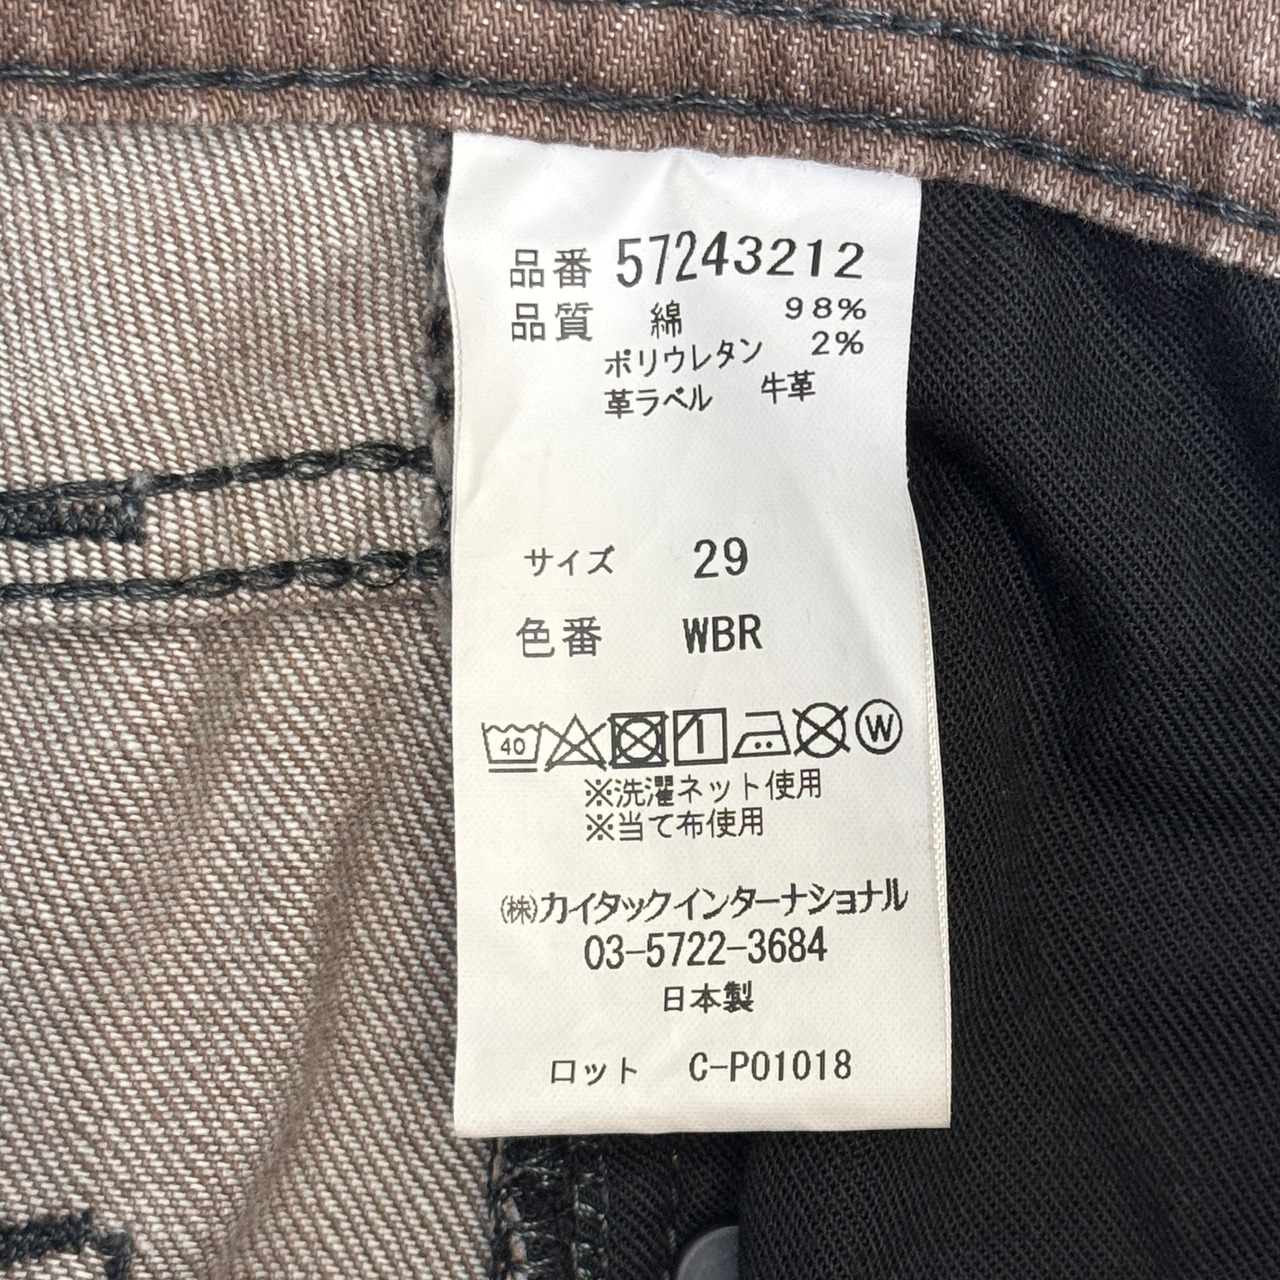 品番 57243212
品質 綿 98%
ポリウレタン 2%
革ラベル 牛革
サイズ 29
色番 WBR
40 W
※洗濯ネット使用
※当て布使用
㈱カイタックインターナショナル
03-5722-3684
日本製
ロット C-P01018